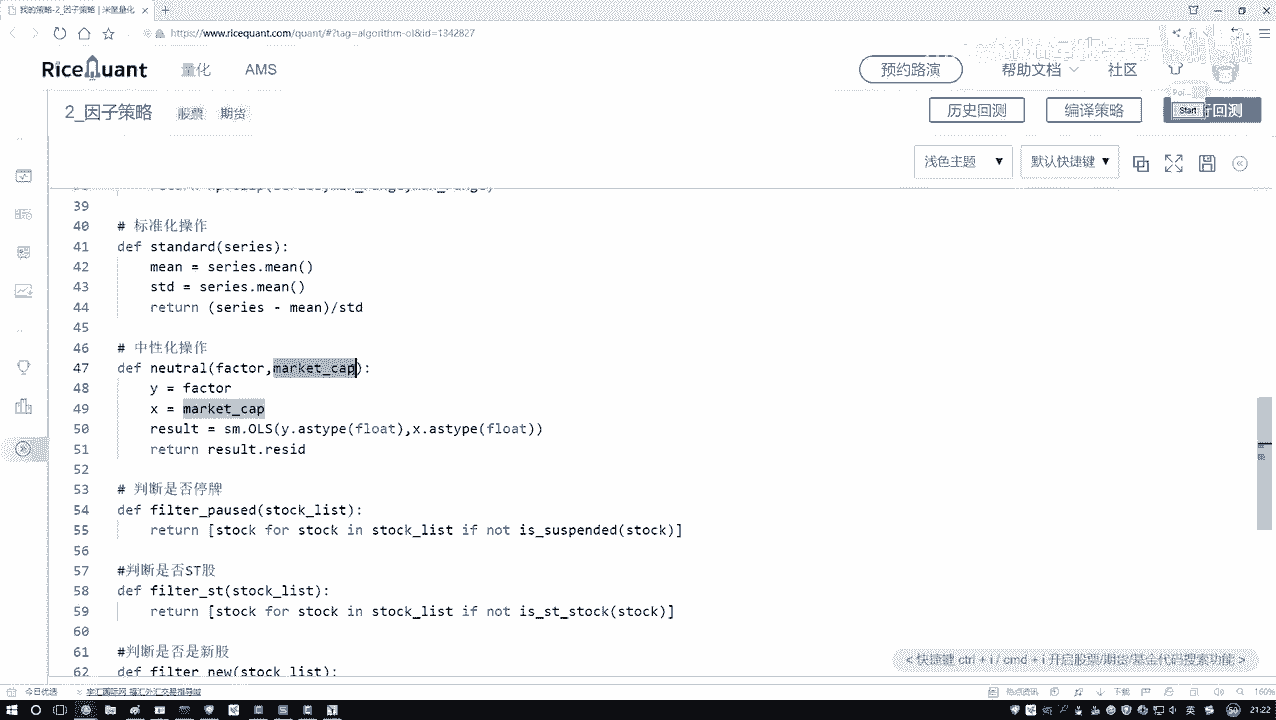 我的策略-2_因子策略 | 米筐量化
https://www.ricequant.com/quant/#?tag=algorithm-ol&id=1342827
RiceQuant 量化 AMS 预约路演 帮助文档 社区
2_因子策略 股票 期货 历史回测 编译策略 Start 回测
浅色主题 默认快捷键
39
40 # 标准化操作
41 def standard(series):
42 mean = series.mean()
43 std = series.mean()
44 return (series - mean)/std
45
46 # 中性化操作
47 def neutral(factor,market_cap):
48 y = factor
49 x = market_cap
50 result = sm.OLS(y.astype(float),x.astype(float))
51 return result.resid
52
53 # 判断是否停牌
54 def filter_paused(stock_list):
55 return [stock for stock in stock_list if not is_suspended(stock)]
56
57 #判断是否ST股
58 def filter_st(stock_list):
59 return [stock for stock in stock_list if not is_st_stock(stock)]
60
61 #判断是否是新股
62 def filter_new(stock_list):
<快捷键 ctrl + i / cmd + i 开启股票/期货/基金代码搜索功能 >
今日优选 热点资讯 下载 160%
英 21:22